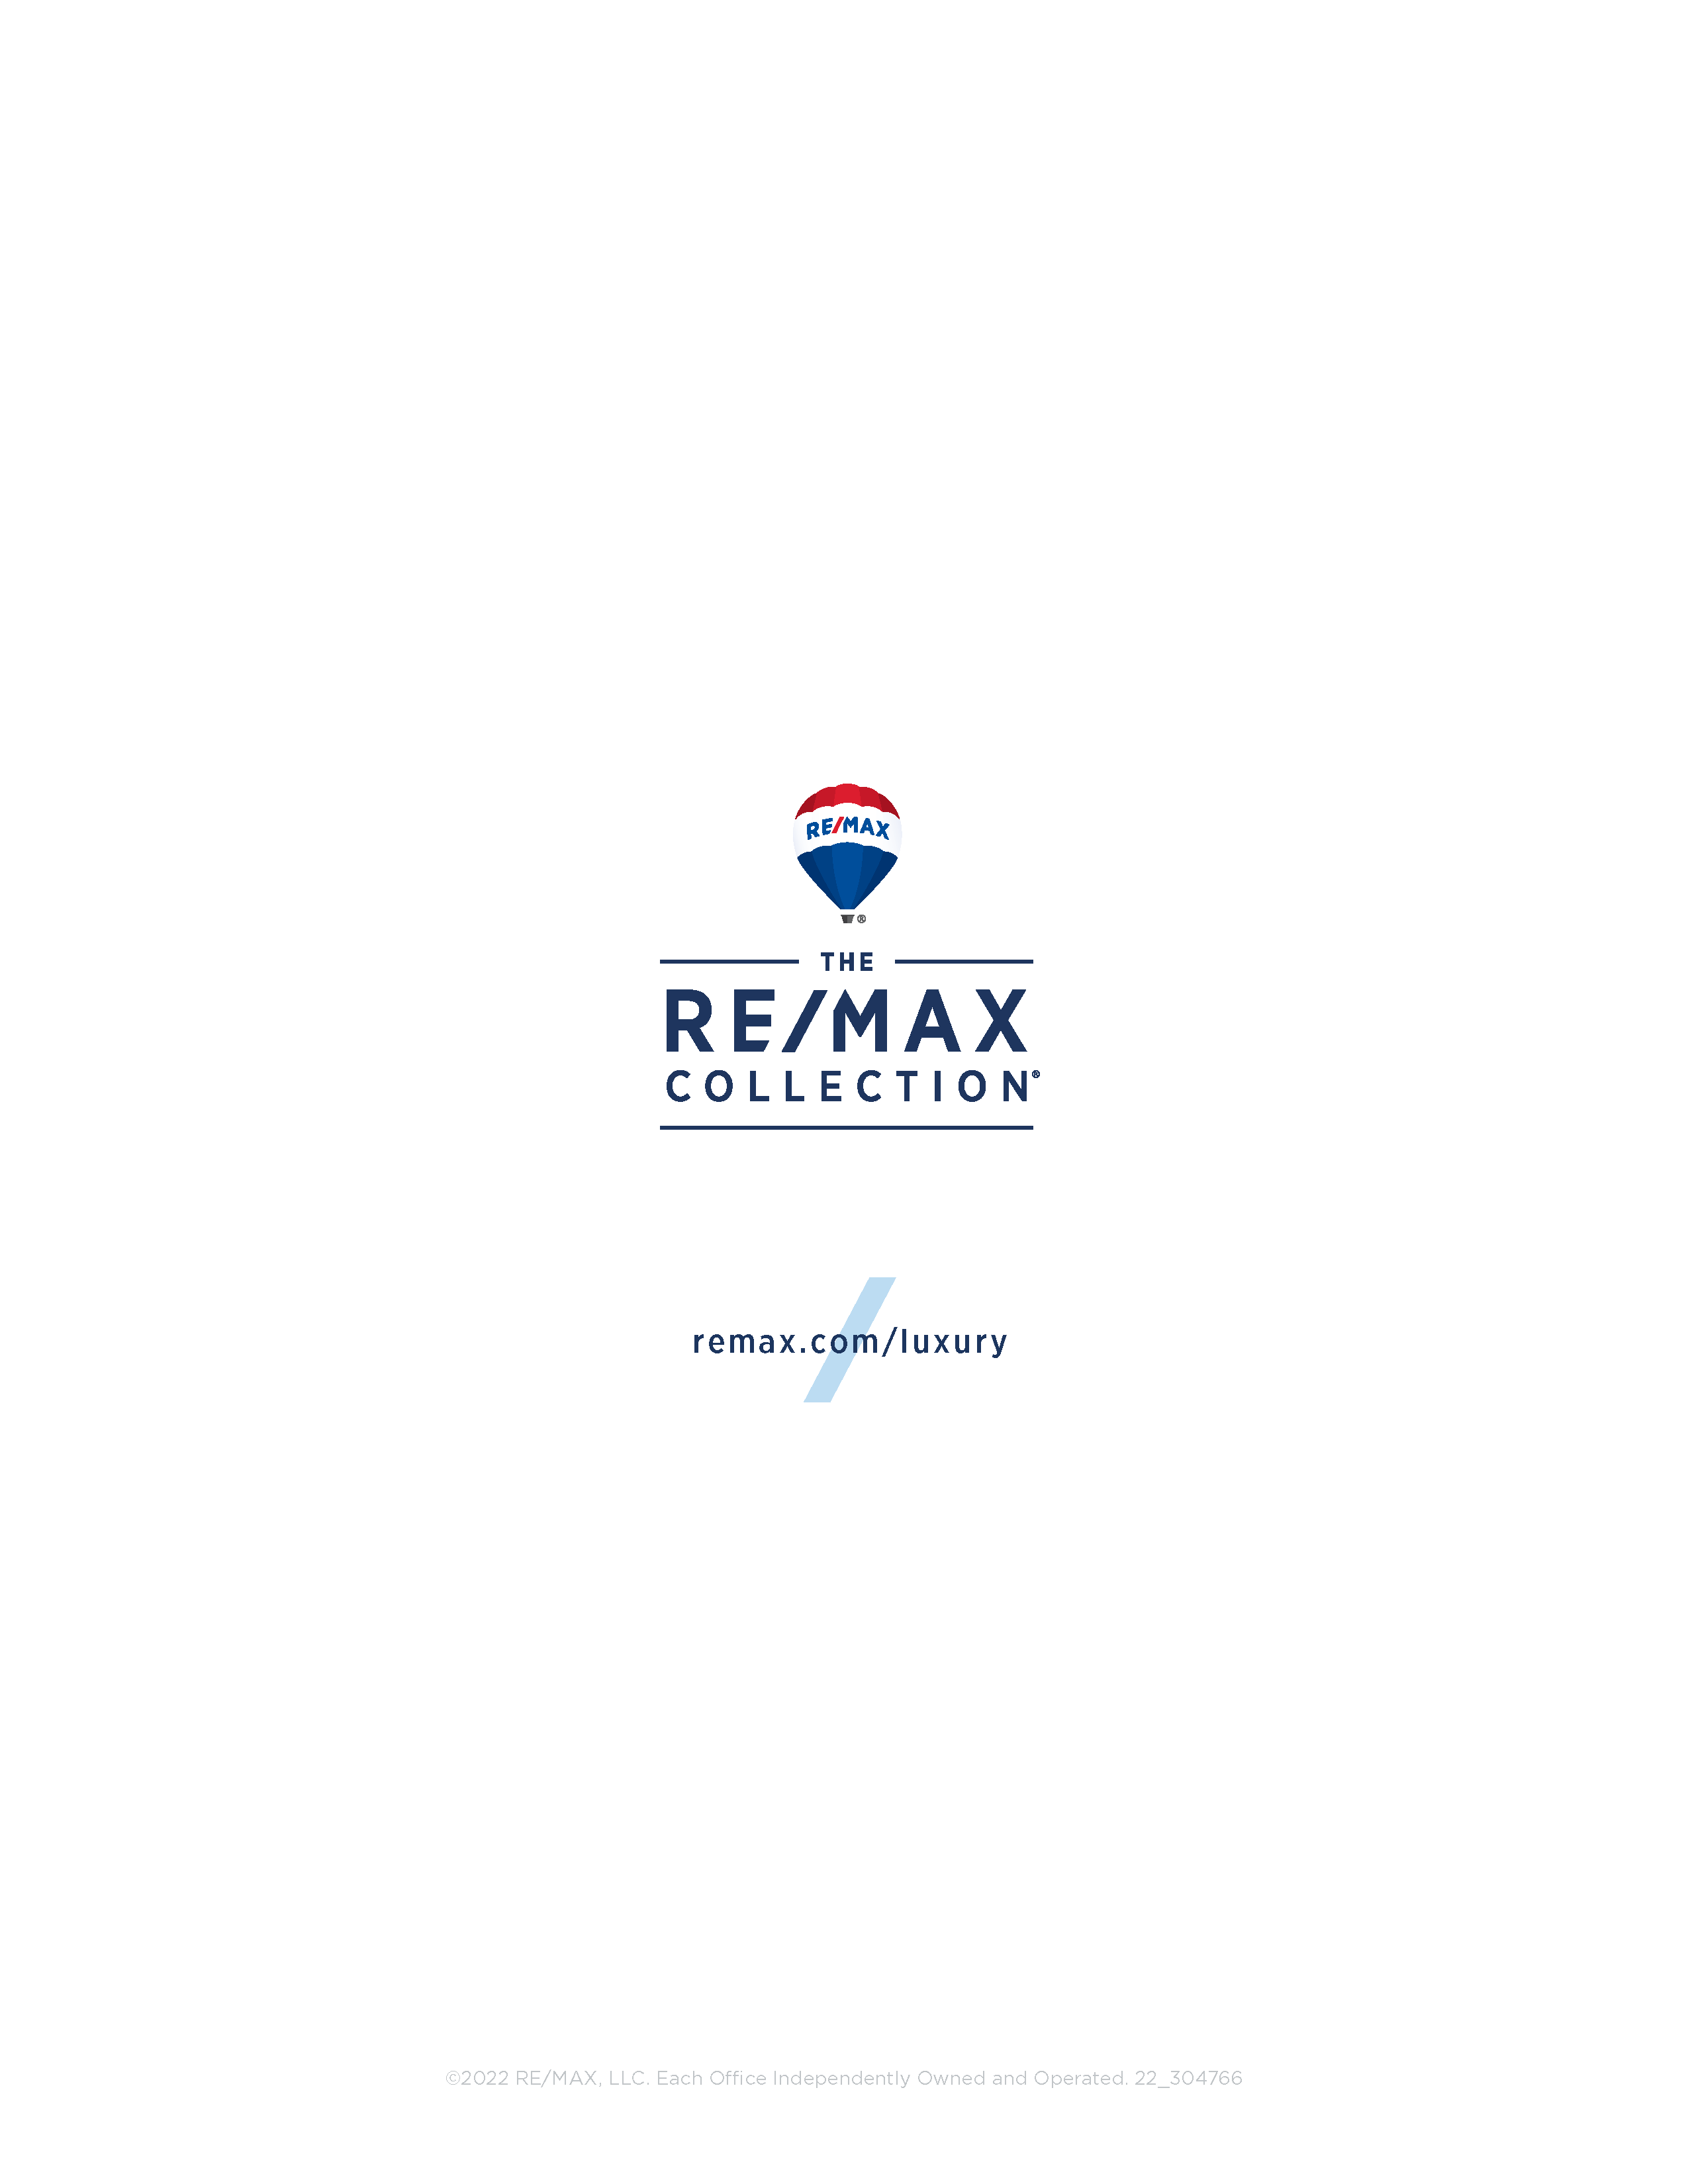 RE/MAX
®
THE
RE/MAX
COLLECTION®
remax.com/luxury
©2022 RE/MAX, LLC. Each Office Independently Owned and Operated. 22_304766